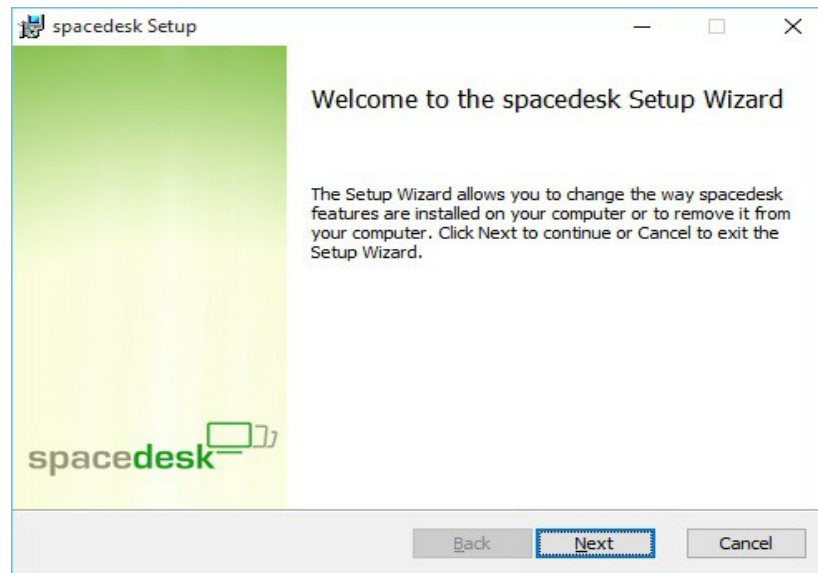 spacedesk Setup
Welcome to the spacedesk Setup Wizard
The Setup Wizard allows you to change the way spacedesk
features are installed on your computer or to remove it from
your computer. Click Next to continue or Cancel to exit the
Setup Wizard.
spacedesk
Back Next Cancel